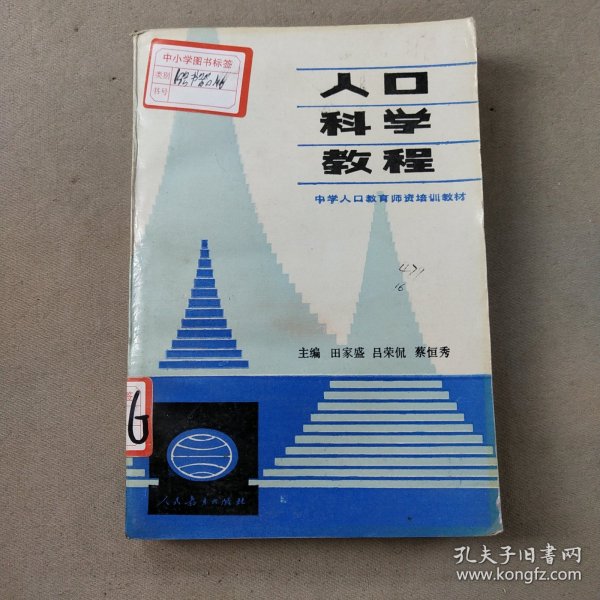 中小学图书标签
类别
书号
人口
科学
教程
中学人口教育师资培训教材
16
主编 田家盛 吕荣侃 蔡恒秀
G
人民教育出版社
孔夫子旧书网
www.kongfz.com